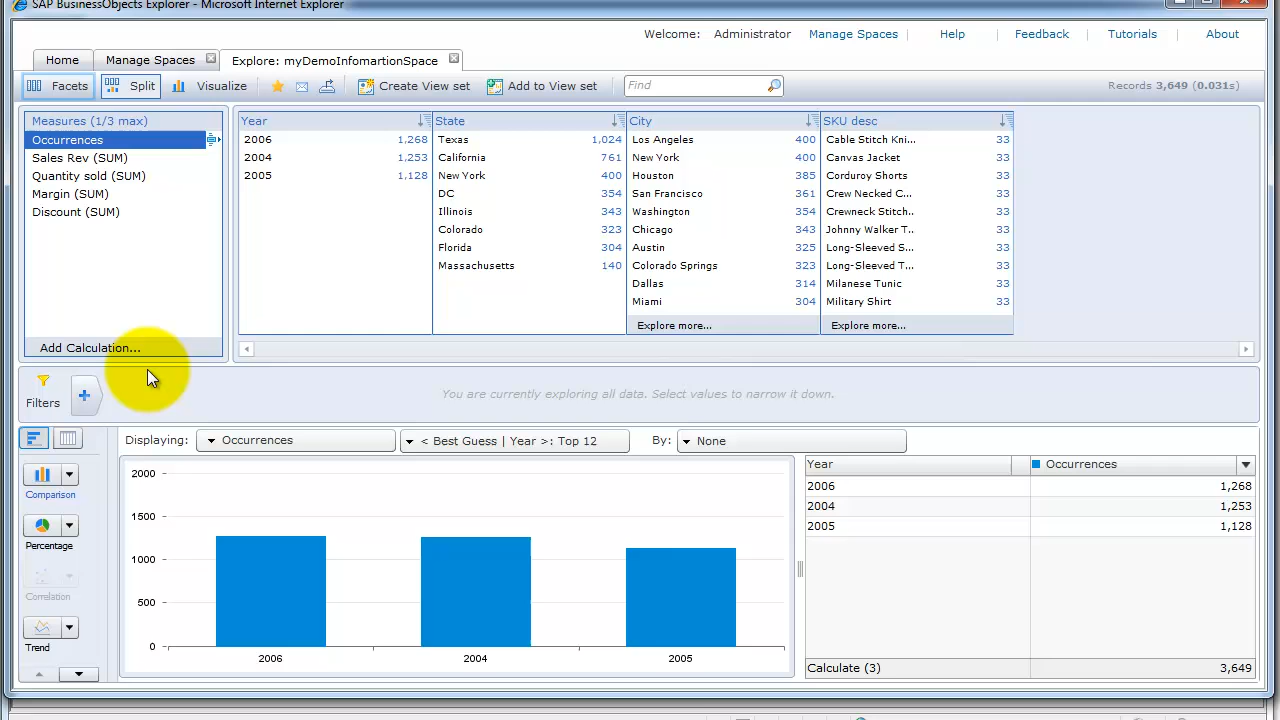 SAP BusinessObjects Explorer - Microsoft Internet Explorer
Welcome: Administrator Manage Spaces Help Feedback Tutorials About
Home Manage Spaces Explore: myDemoInfomartionSpace
Facets Split Visualize Create View set Add to View set Find Records 3,649 (0.031s)
Measures (1/3 max)
Occurrences
Sales Rev (SUM)
Quantity sold (SUM)
Margin (SUM)
Discount (SUM)
Add Calculation...
Year
2006 1,268
2004 1,253
2005 1,128
State
Texas 1,024
California 761
New York 400
DC 354
Illinois 343
Colorado 323
Florida 304
Massachusetts 140
City
Los Angeles 400
New York 400
Houston 385
San Francisco 361
Washington 354
Chicago 343
Austin 325
Colorado Springs 323
Dallas 314
Miami 304
Explore more...
SKU desc
Cable Stitch Kni... 33
Canvas Jacket 33
Corduroy Shorts 33
Crew Necked C... 33
Crewneck Stitch.. 33
Johnny Walker T.. 33
Long-Sleeved S... 33
Long-Sleeved T... 33
Milanese Tunic 33
Military Shirt 33
Explore more...
Filters
You are currently exploring all data. Select values to narrow it down.
Displaying: Occurrences < Best Guess | Year >: Top 12 By: None
Comparison
Percentage
Correlation
Trend
2000
1500
1000
500
0
2006 2004 2005
Year Occurrences
2006 1,268
2004 1,253
2005 1,128
Calculate (3) 3,649